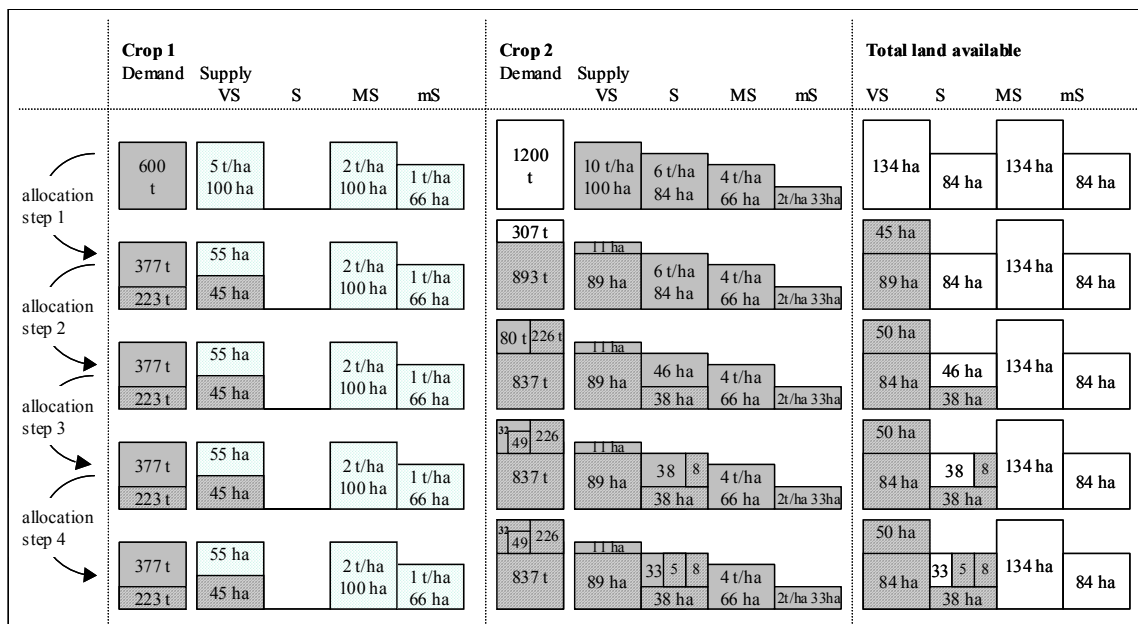 Crop 1 Crop 2 Total land available
Demand Supply Demand Supply
VS S MS mS VS S MS mS VS S MS mS
allocation
step 1
allocation
step 2
allocation
step 3
allocation
step 4
600
t
5 t/ha
100 ha
2 t/ha
100 ha
1 t/ha
66 ha
1200
t
10 t/ha
100 ha
6 t/ha
84 ha
4 t/ha
66 ha
2t/ha 33ha
134 ha
84 ha
134 ha
84 ha
377 t
223 t
55 ha
45 ha
2 t/ha
100 ha
1 t/ha
66 ha
307 t
893 t
11 ha
89 ha
6 t/ha
84 ha
4 t/ha
66 ha
2t/ha 33ha
45 ha
89 ha
84 ha
134 ha
84 ha
377 t
223 t
55 ha
45 ha
2 t/ha
100 ha
1 t/ha
66 ha
80 t 226 t
837 t
11 ha
89 ha
46 ha
38 ha
4 t/ha
66 ha
2t/ha 33ha
50 ha
84 ha
46 ha
38 ha
134 ha
84 ha
377 t
223 t
55 ha
45 ha
2 t/ha
100 ha
1 t/ha
66 ha
32 49 226
837 t
11 ha
89 ha
38 8
38 ha
4 t/ha
66 ha
2t/ha 33ha
50 ha
84 ha
38 8
38 ha
134 ha
84 ha
377 t
223 t
55 ha
45 ha
2 t/ha
100 ha
1 t/ha
66 ha
32 49 226
837 t
11 ha
89 ha
33 5 8
38 ha
4 t/ha
66 ha
2t/ha 33ha
50 ha
84 ha
33 5 8
38 ha
134 ha
84 ha